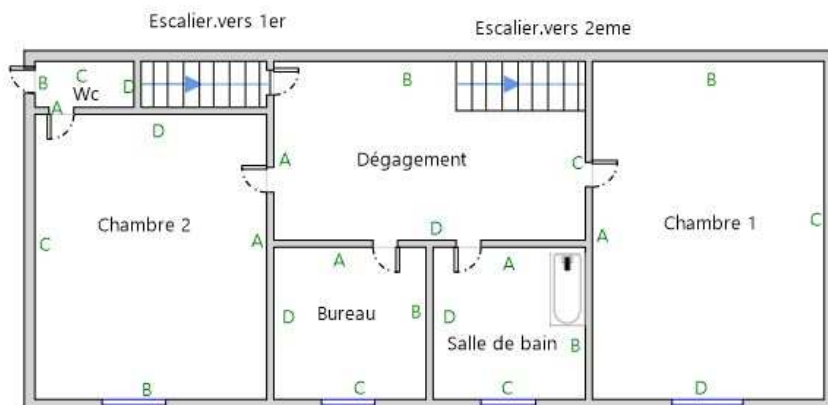 Escalier.vers 1er
Escalier.vers 2eme
B C D
Wc
A
D
B
B
Dégagement
A
C
Chambre 2
Chambre 1
C
A
D
A
C
A
A
Bureau
D
B
D
Salle de bain
B
B
C
C
D